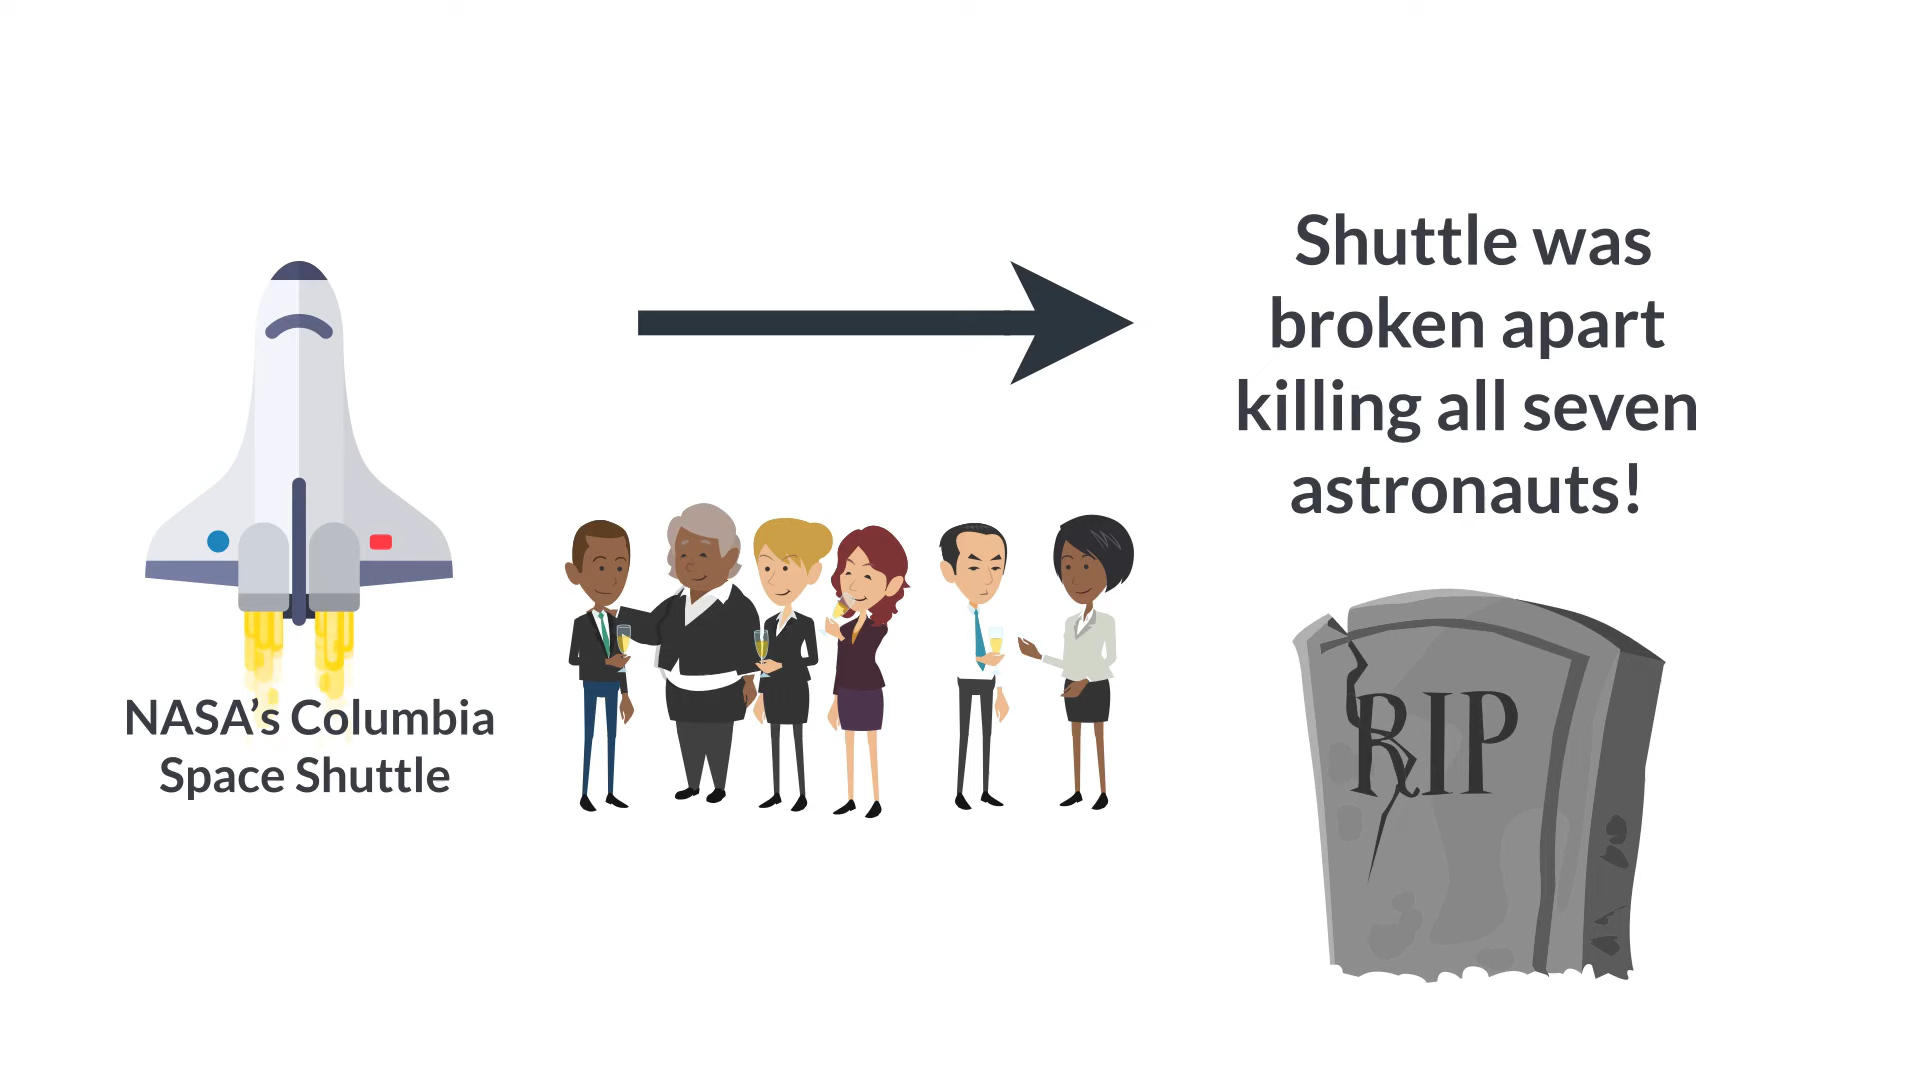 NASA’s Columbia
Space Shuttle
Shuttle was
broken apart
killing all seven
astronauts!
RIP